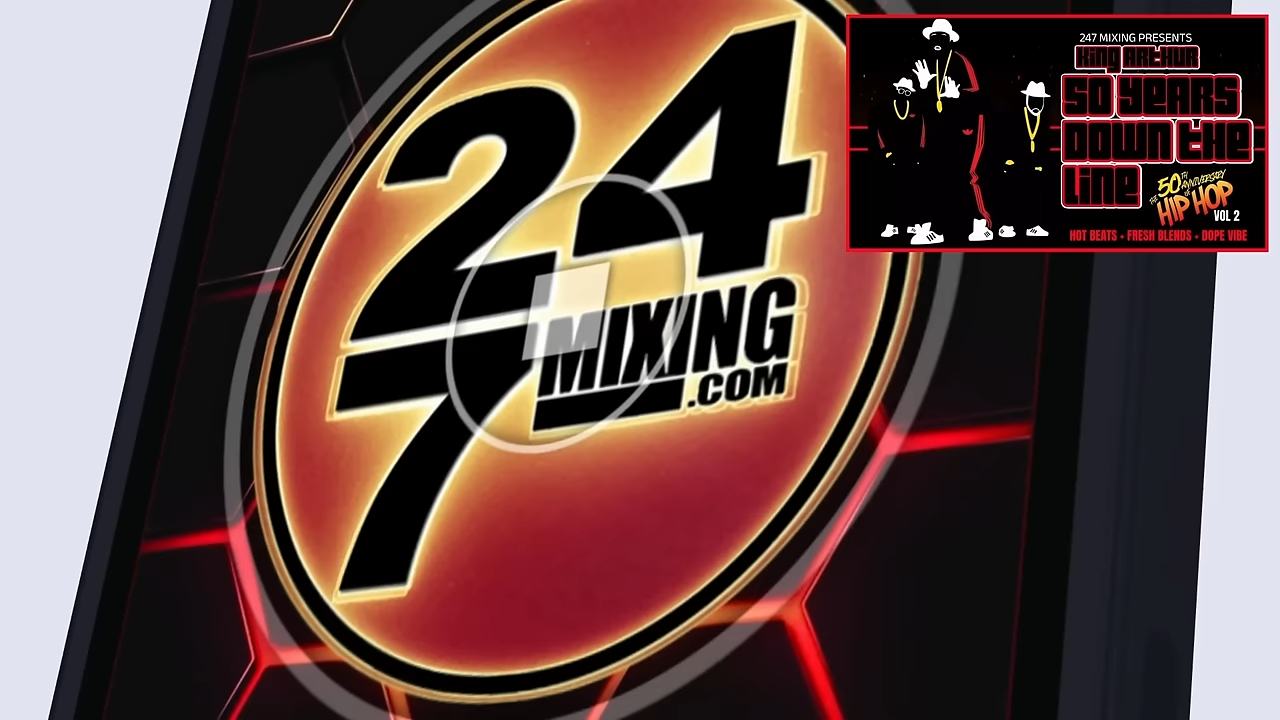 24
7
MIXING
.COM
247 MIXING PRESENTS
King Arthur
50 Years
Down the
Line
THE 50TH ANNIVERSARY
OF
HIP HOP
VOL 2
HOT BEATS • FRESH BLENDS • DOPE VIBE